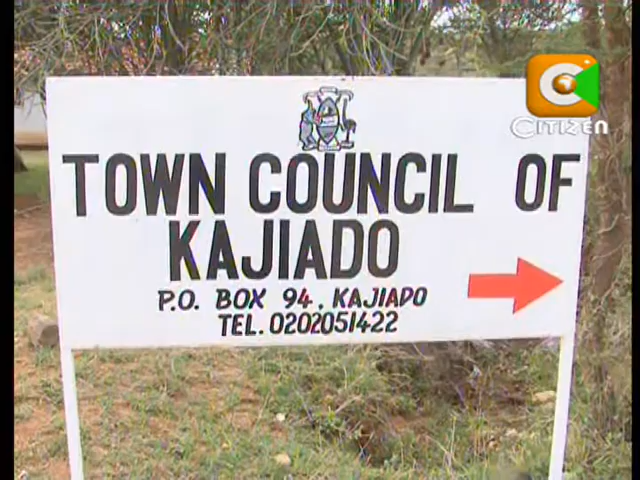 CITIZEN
TOWN COUNCIL OF
KAJIADO
P.O. BOX 94. KAJIADO
TEL. 0202051422